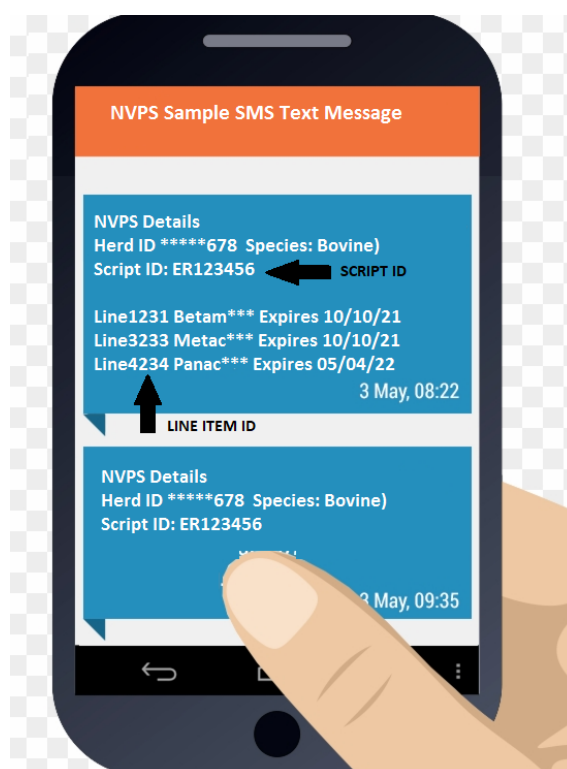 NVPS Sample SMS Text Message
NVPS Details
Herd ID *****678 Species: Bovine)
Script ID: ER123456
SCRIPT ID
Line1231 Betam*** Expires 10/10/21
Line3233 Metac*** Expires 10/10/21
Line4234 Panac*** Expires 05/04/22
3 May, 08:22
LINE ITEM ID
NVPS Details
Herd ID *****678 Species: Bovine)
Script ID: ER123456
3 May, 09:35